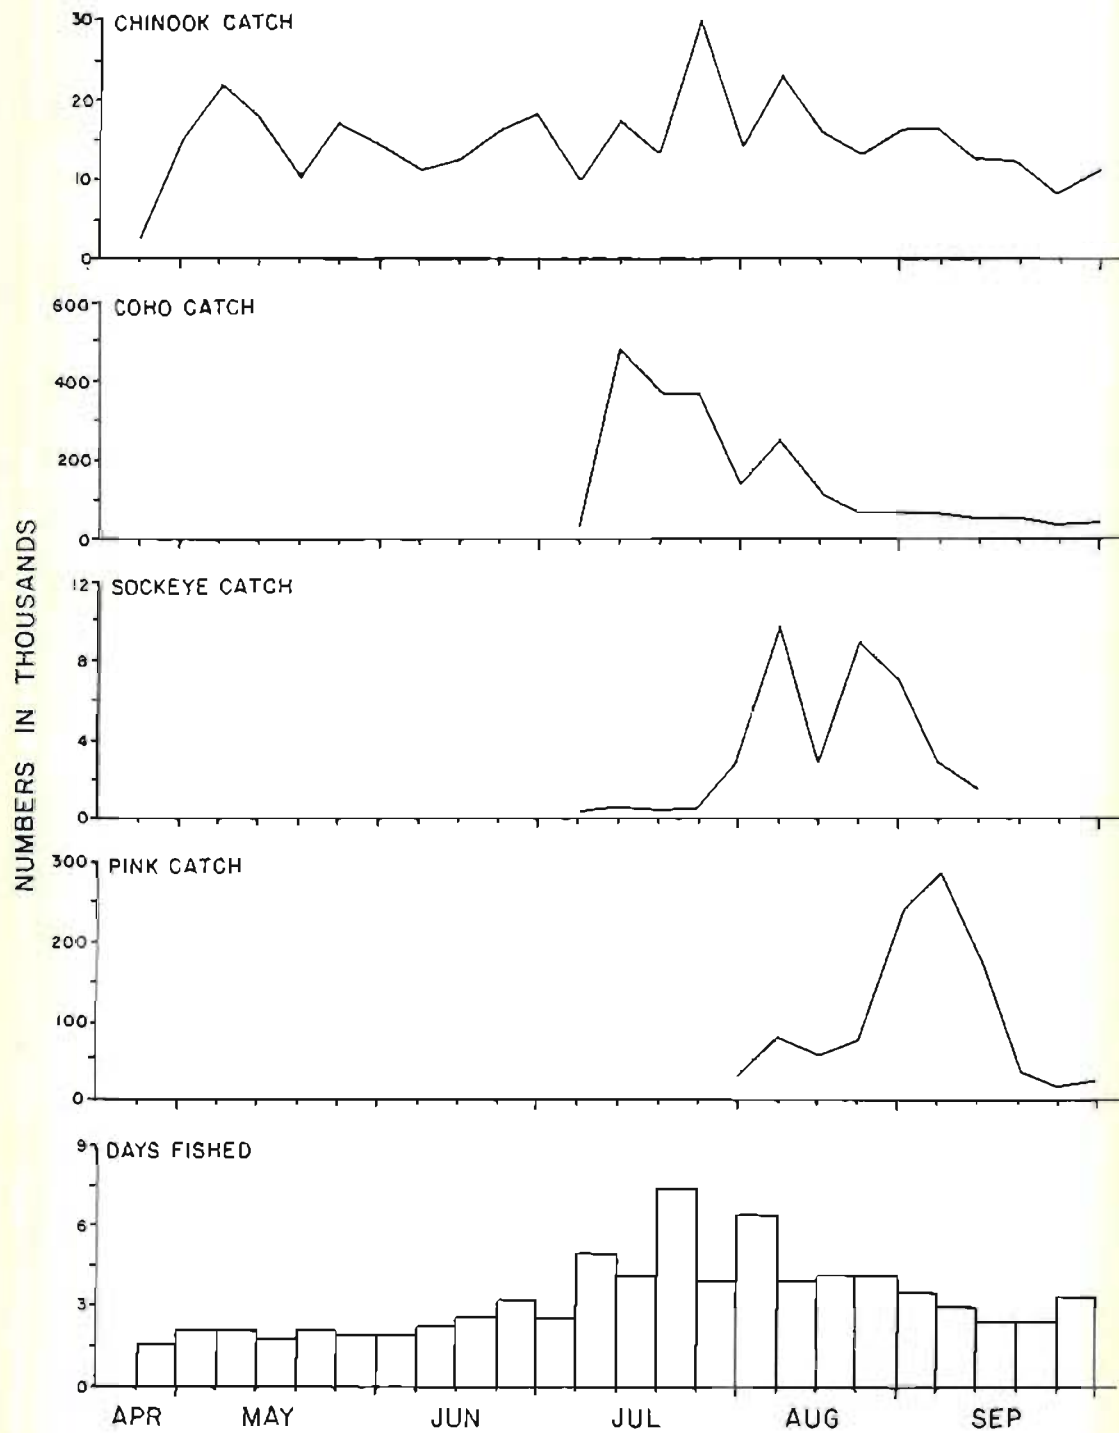 30 CHINOOK CATCH
20
10
0
600 COHO CATCH
400
200
0
12 SOCKEYE CATCH
8
4
0
NUMBERS IN THOUSANDS
300 PINK CATCH
200
100
0
9 DAYS FISHED
6
3
0
APR MAY JUN JUL AUG SEP